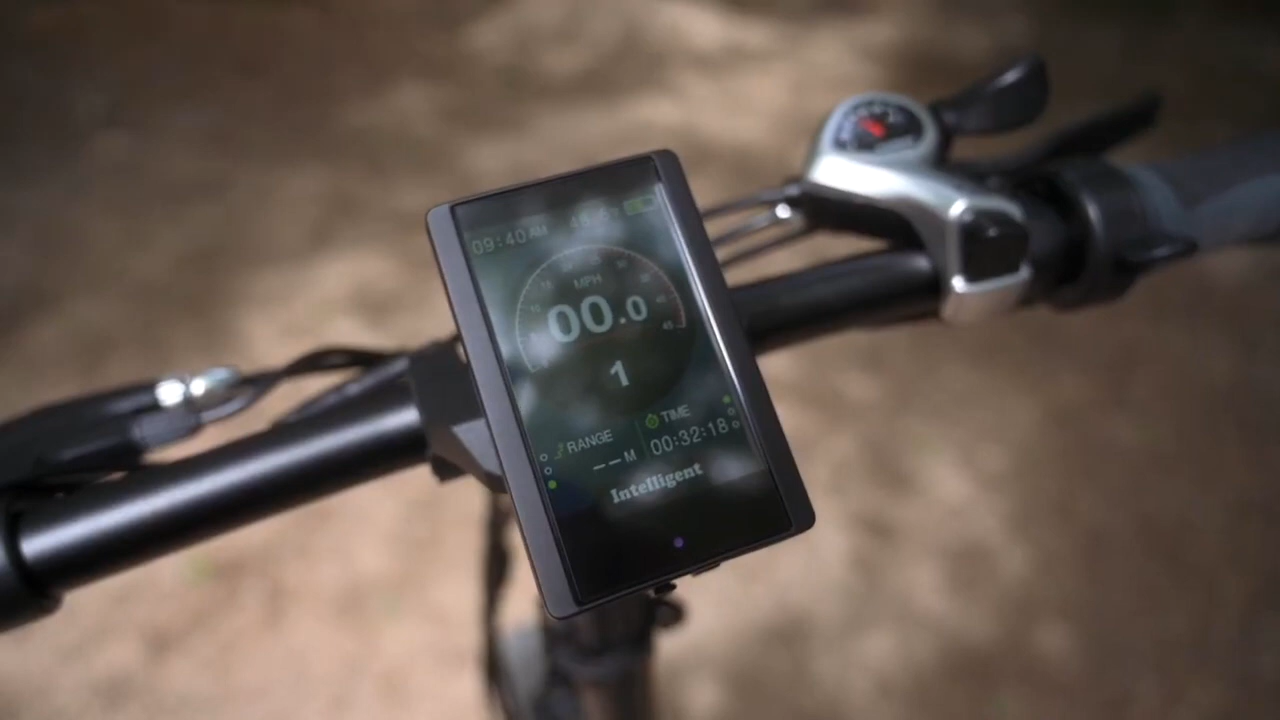 09:40 AM
MPH
00.0
1
RANGE
TIME
--M
00:32:18
Intelligent